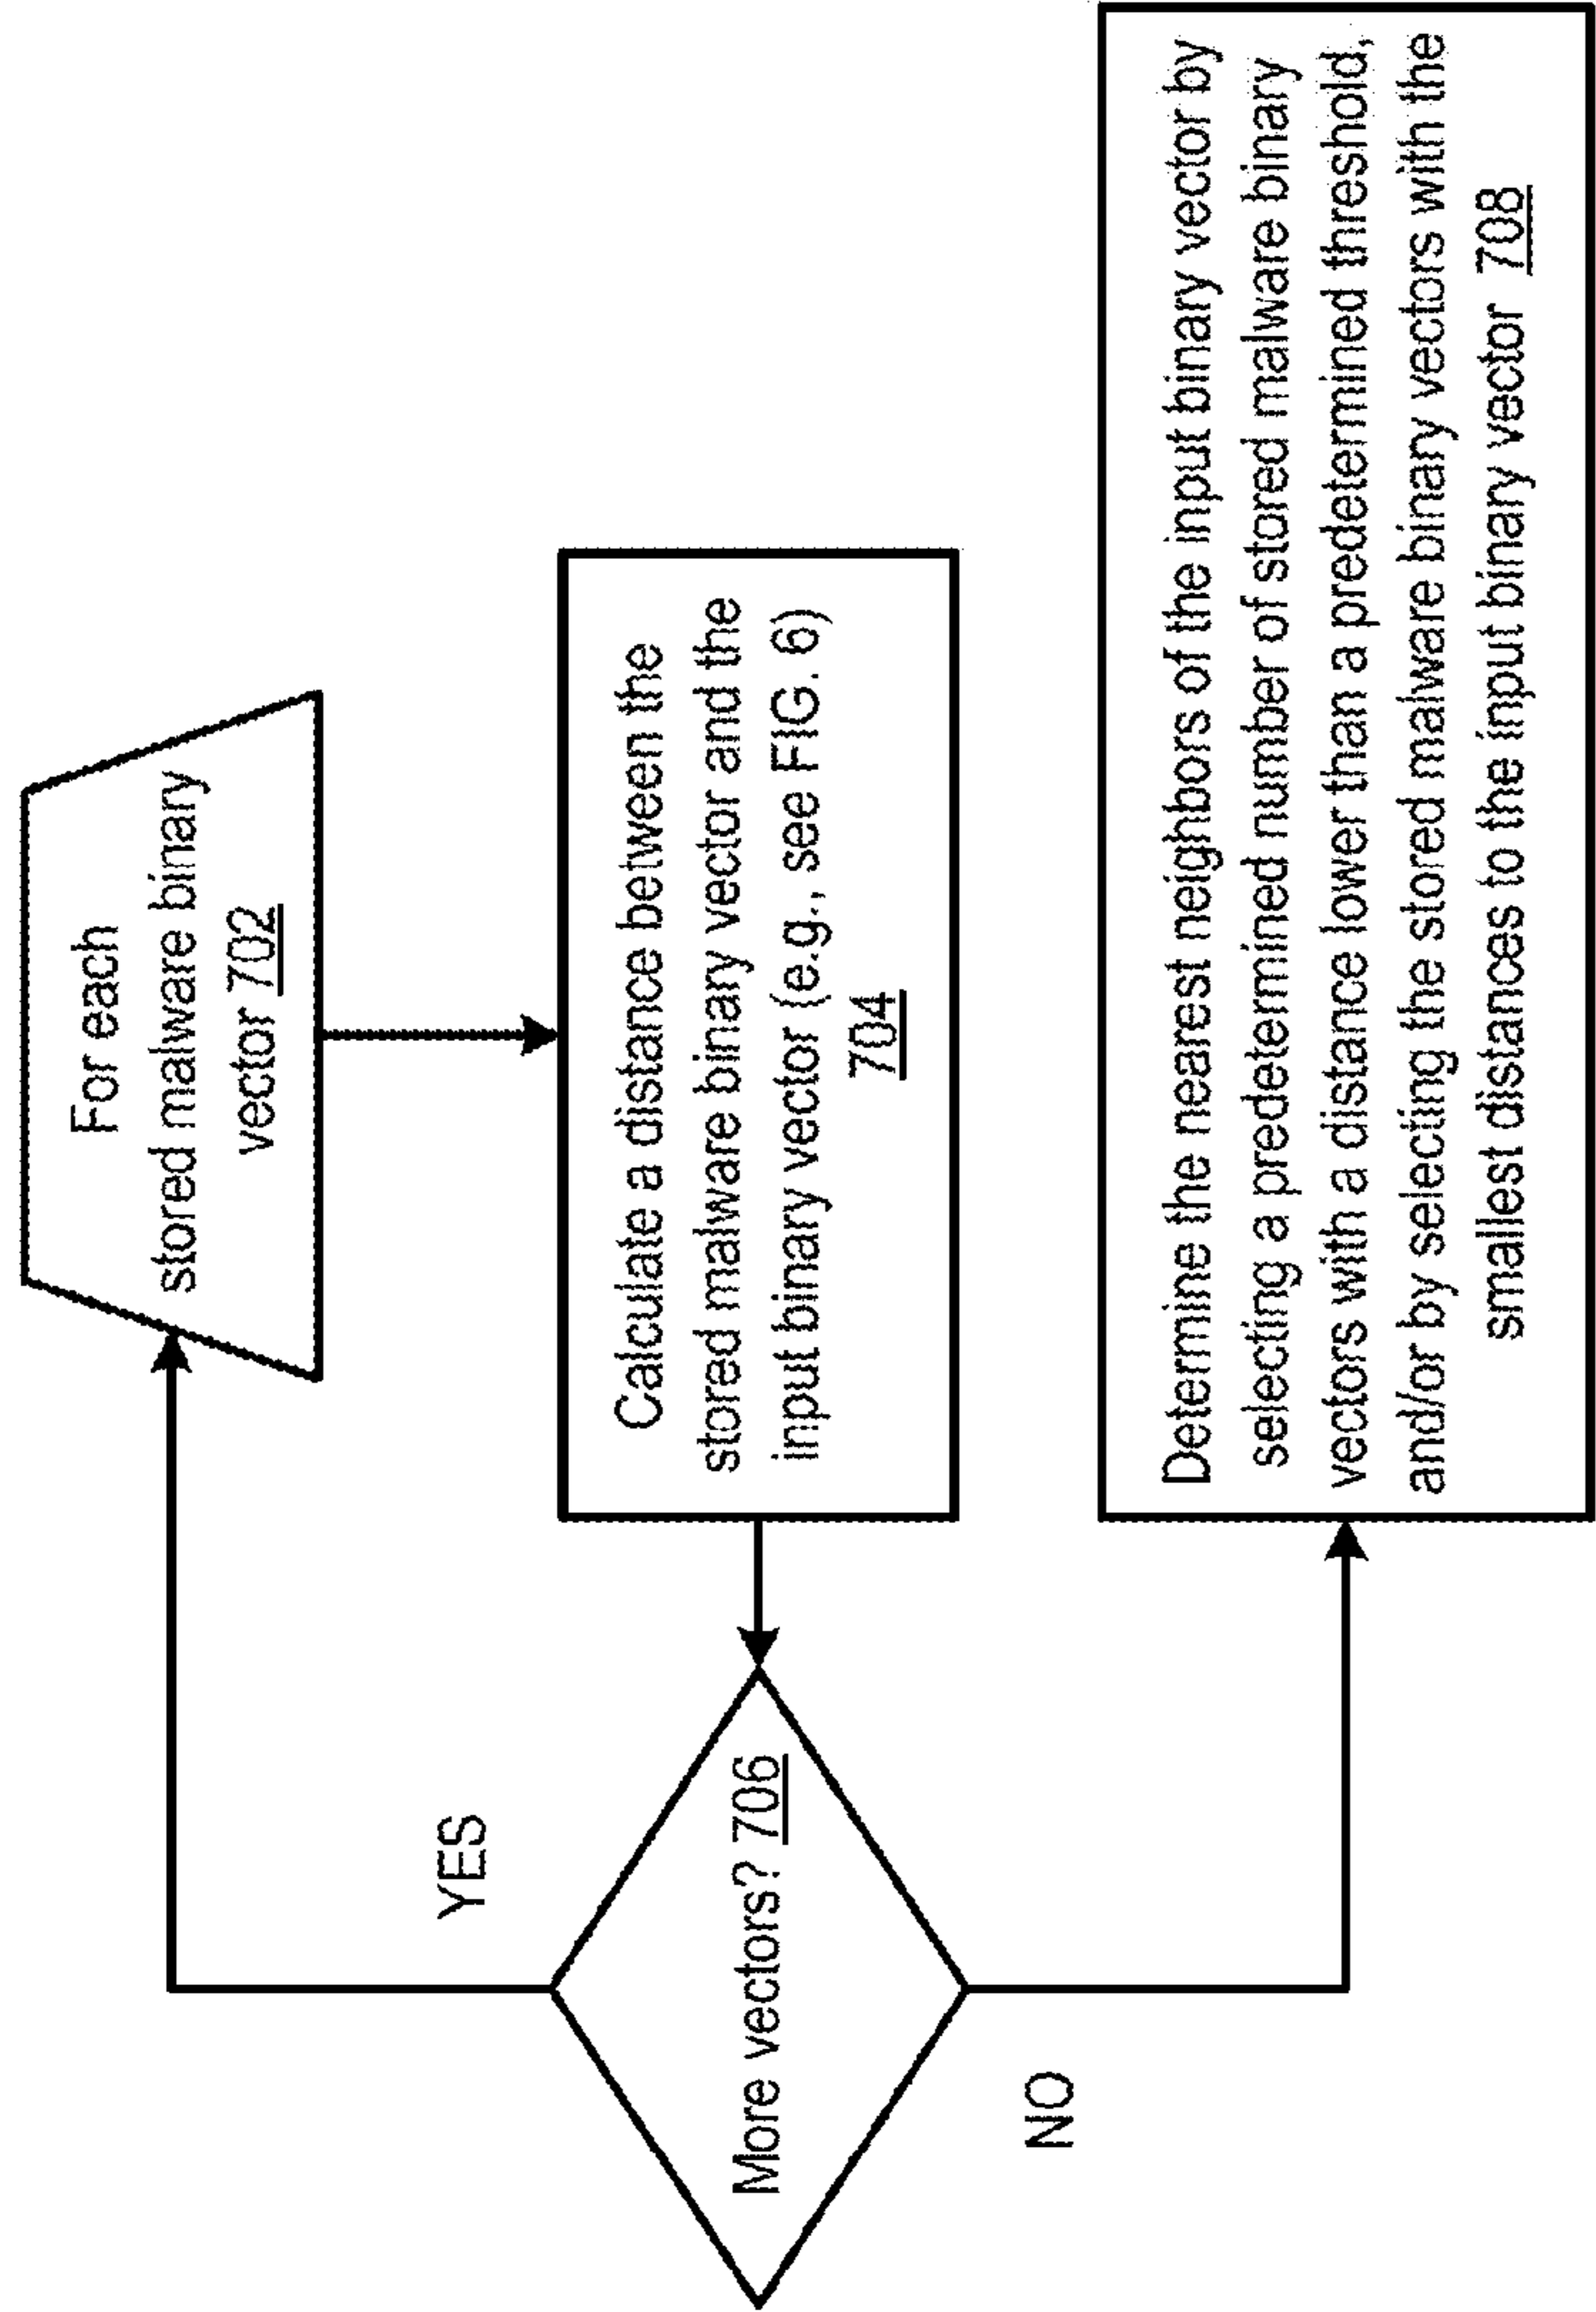 For each
stored malware binary
vector 702
Calculate a distance between the
stored malware binary vector and the
input binary vector (e.g., see FIG. 6)
704
YES
More vectors? 706
NO
Determine the nearest neighbors of the input binary vector by
selecting a predetermined number of stored malware binary
vectors with a distance lower than a predetermined threshold,
and/or by selecting the stored malware binary vectors with the
smallest distances to the input binary vector 708